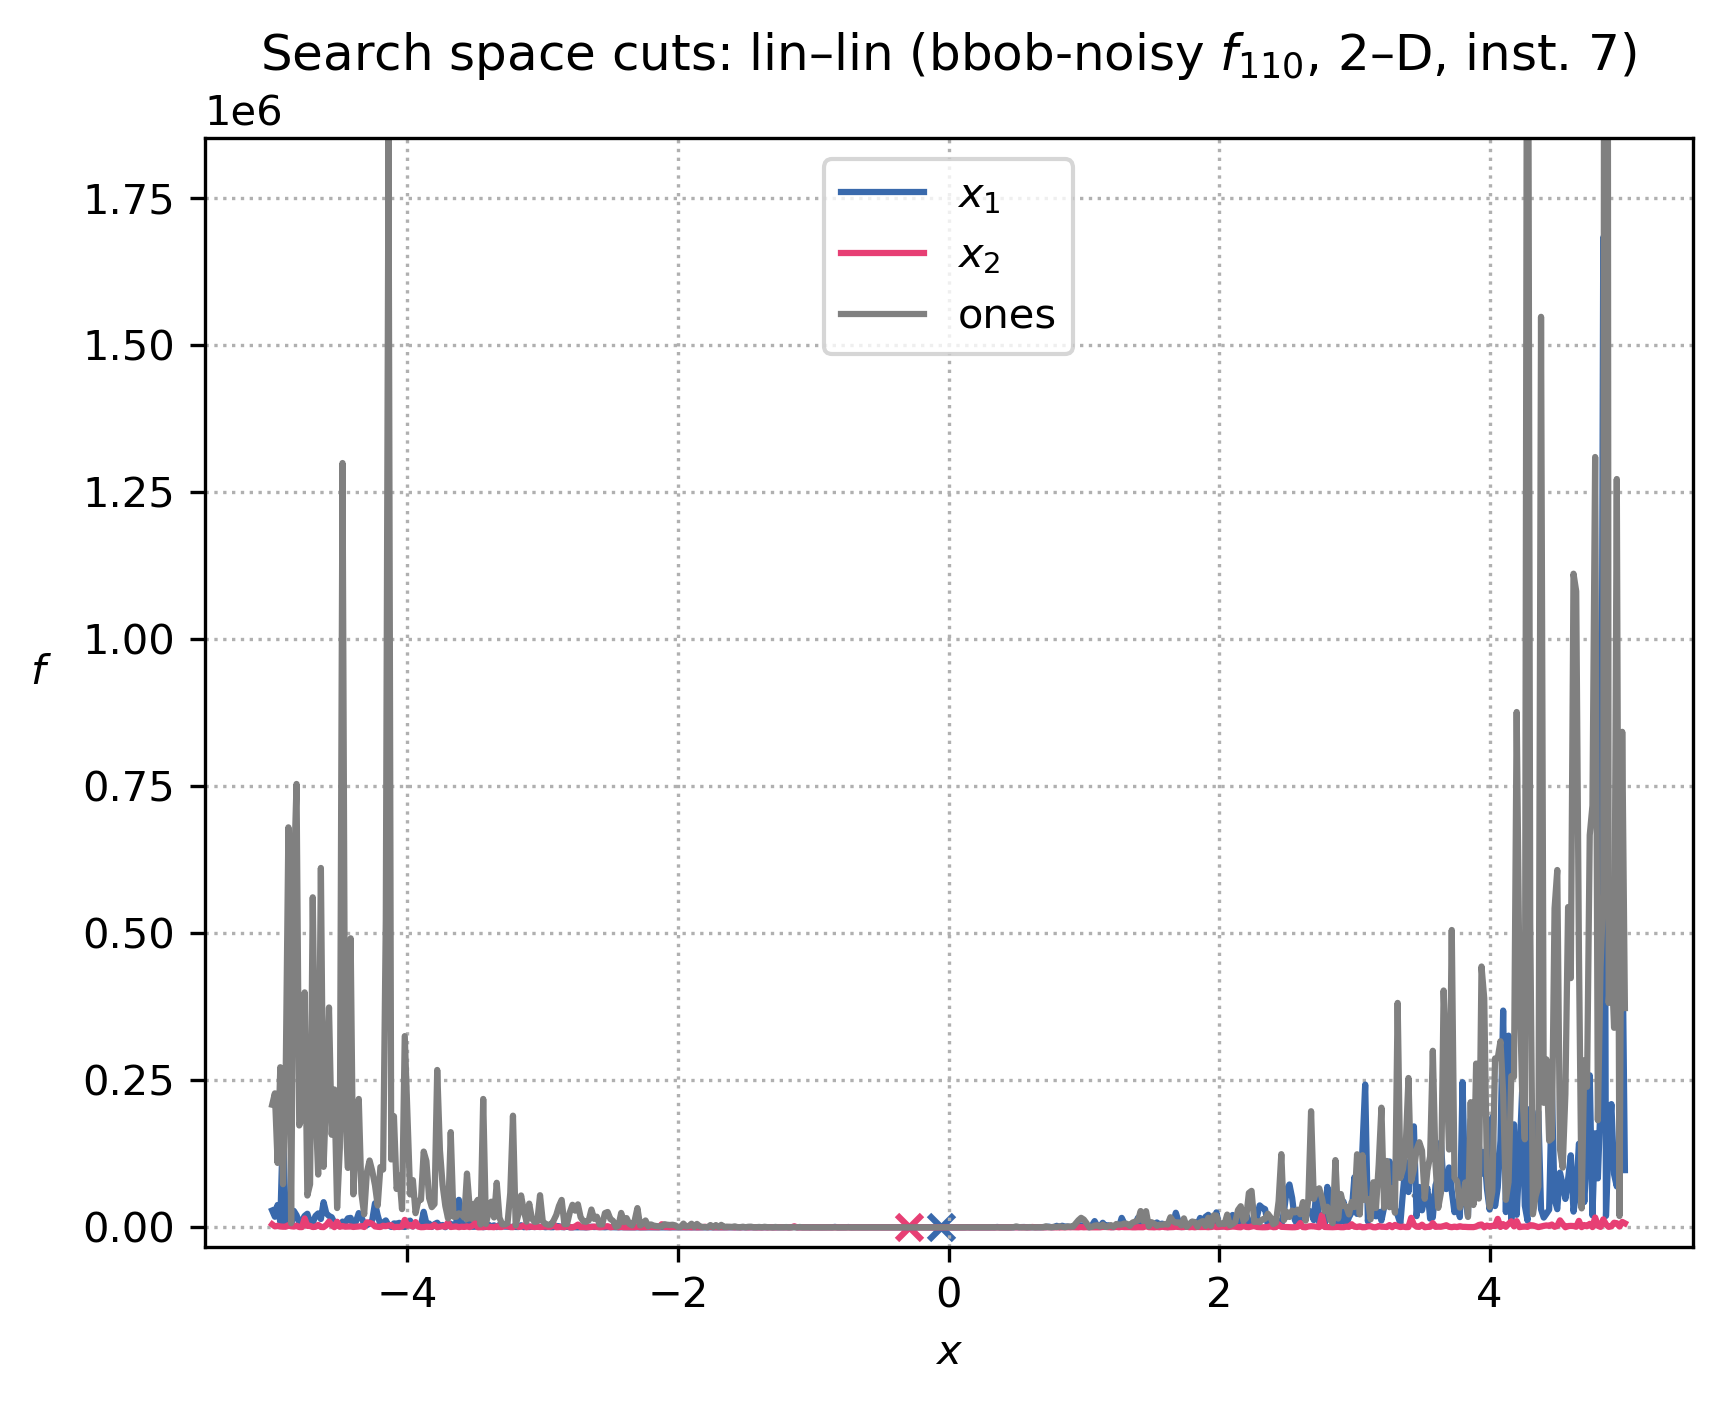 Search space cuts: lin–lin (bbob-noisy f₁₁₀, 2–D, inst. 7)
1e6
x₁
x₂
ones
1.75
1.50
1.25
1.00
0.75
0.50
0.25
0.00
f
−4 −2 0 2 4
x